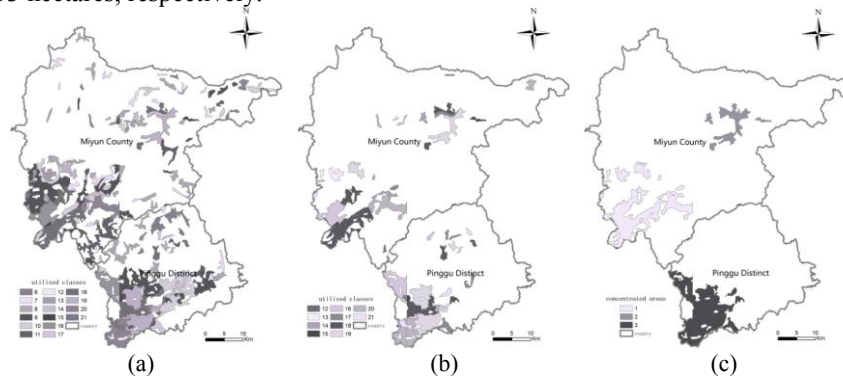 hectares, respectively.
N
Miyun County
Pinggu Distinct
utilized classes
6 12 18
7 13 19
8 14 20
9 15 21
10 16 county
11 17
0 5 10
Km
(a)
N
Miyun County
Pinggu Distinct
utilized classes
12 16 20
13 17 21
14 18 county
15 19
0 5 10
Km
(b)
N
Miyun County
Pinggu Distinct
concentrated areas
1
2
3
county
0 5 10
Km
(c)